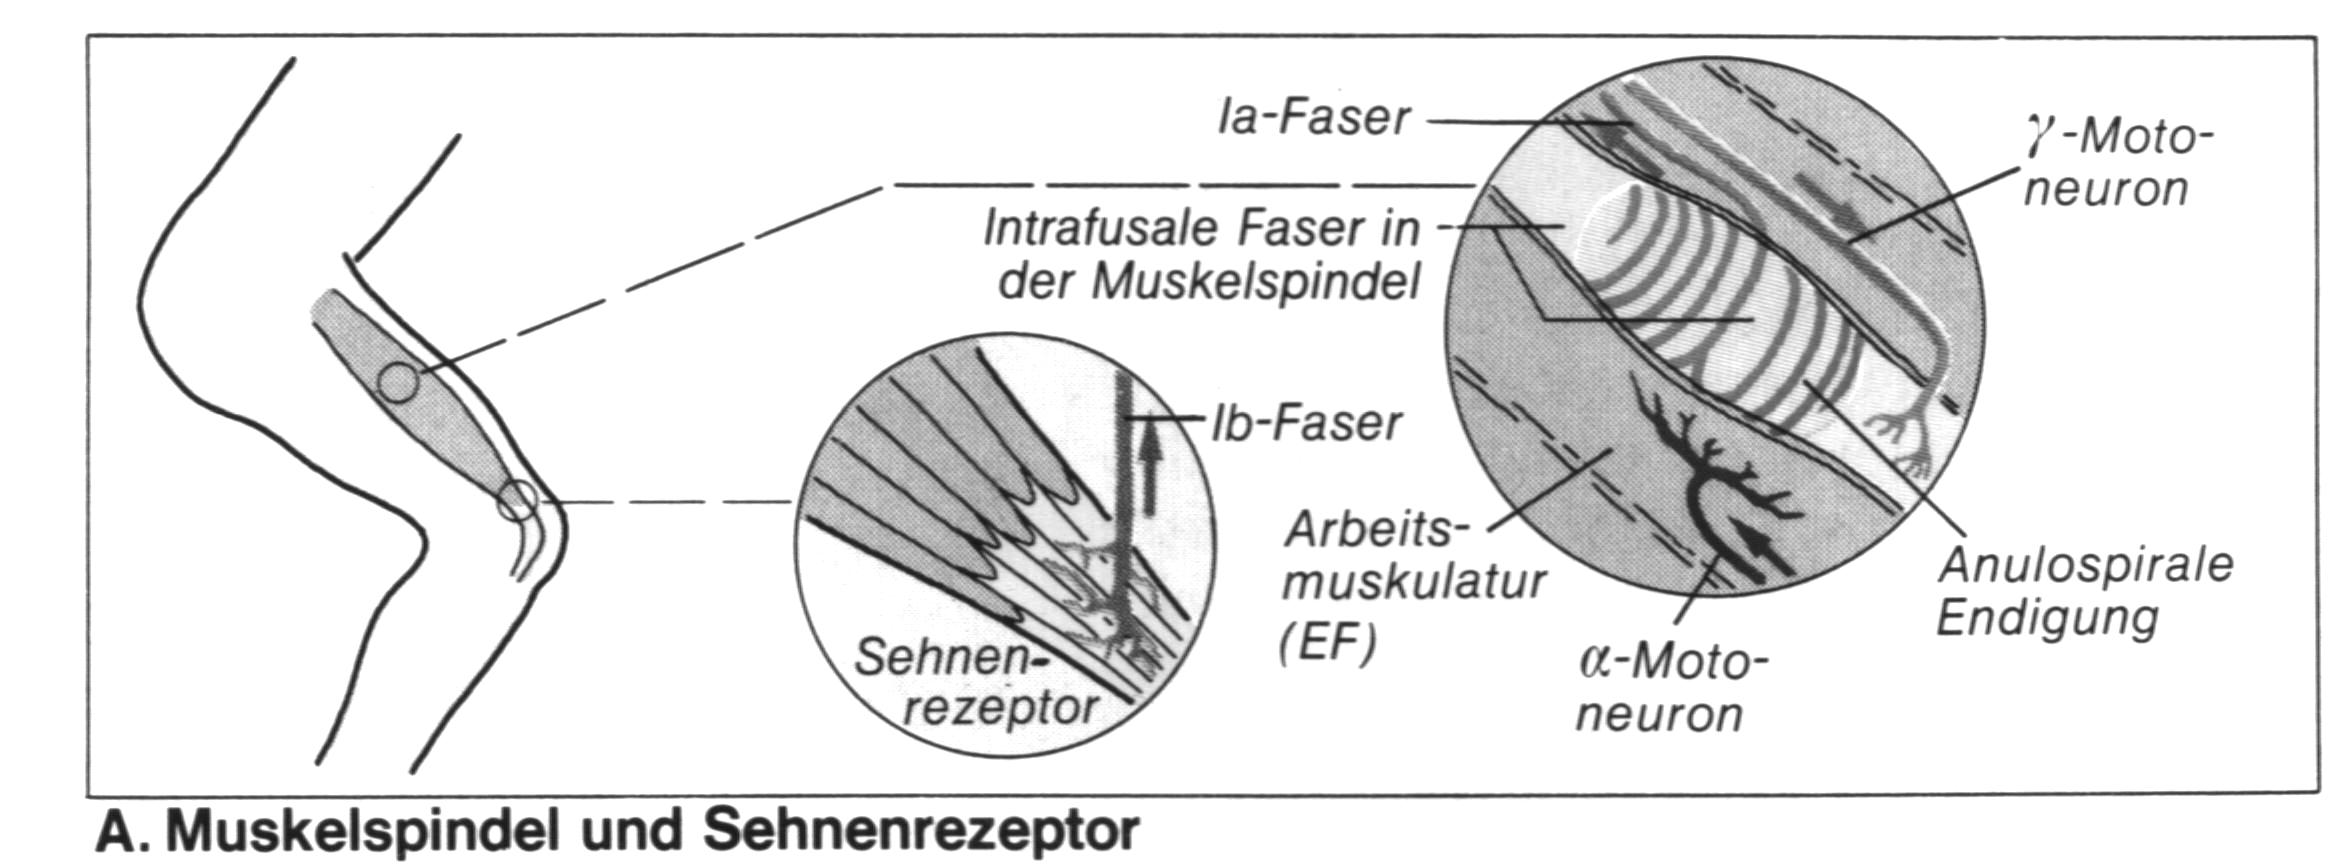 Ia-Faser
γ-Moto-
neuron
Intrafusale Faser in
der Muskelspindel
Ib-Faser
Arbeits-
muskulatur
(EF)
Anulospirale
Endigung
α-Moto-
neuron
Sehnen-
rezeptor
A. Muskelspindel und Sehnenrezeptor